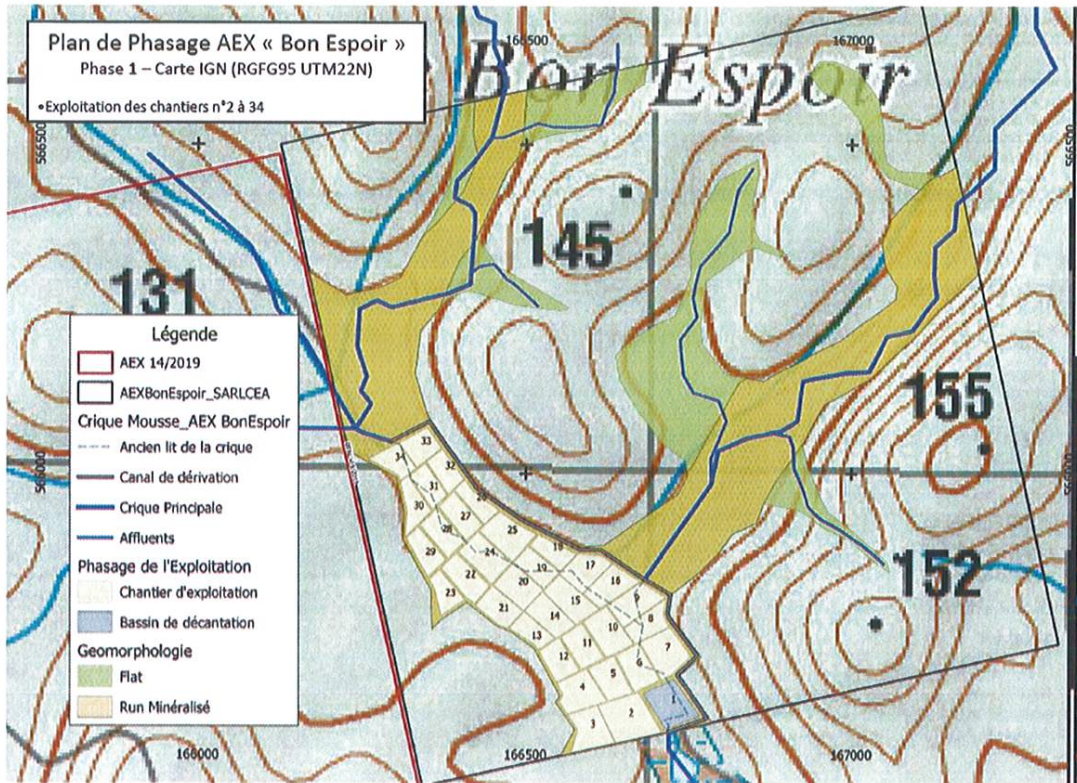 Plan de Phasage AEX « Bon Espoir »
Phase 1 – Carte IGN (RGFG95 UTM22N)
•Exploitation des chantiers n°2 à 34
Bon Espoir
166500
167000
566500
566500
145
131
155
152
566000
566000
Légende
AEX 14/2019
AEXBonEspoir_SARLCEA
Crique Mousse_AEX BonEspoir
Ancien lit de la crique
Canal de dérivation
Crique Principale
Affluents
Phasage de l'Exploitation
Chantier d'exploitation
Bassin de décantation
Geomorphologie
Flat
Run Minéralisé
33
34
32
31
26
30
27
25
28
18
29
24
19
17
22
20
16
9
23
15
21
14
8
10
13
11
7
12
6
5
4
1
2
3
166000
166500
167000